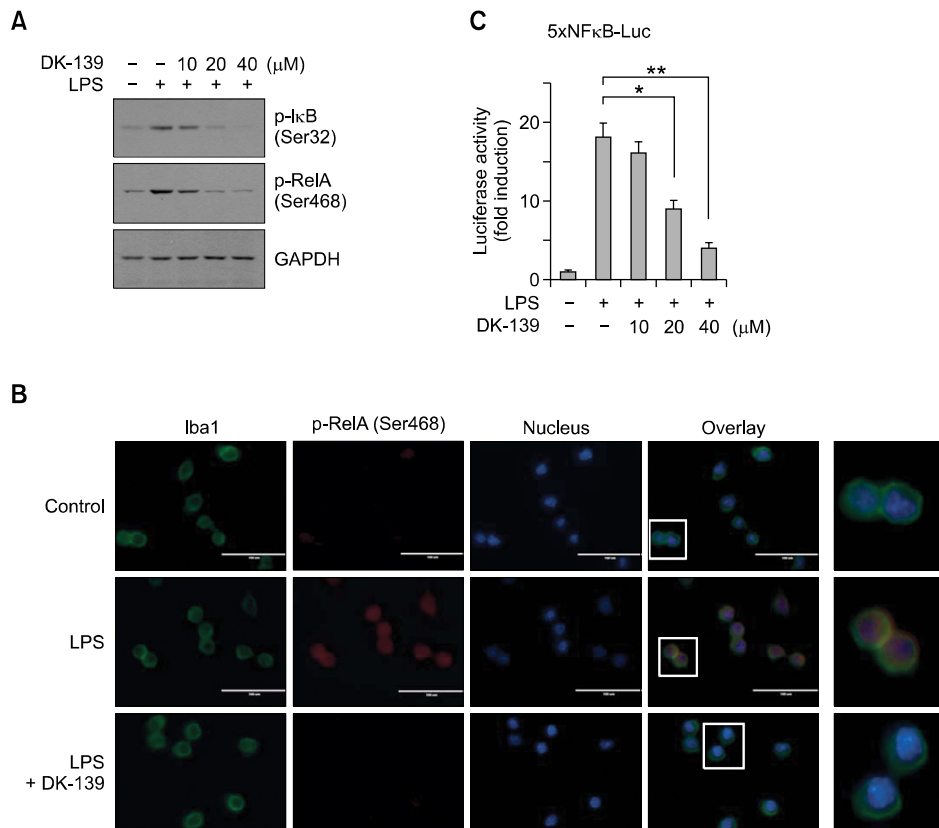 A
DK-139 – – 10 20 40 (μM)
LPS – + + + +
p-IκB
(Ser32)
p-RelA
(Ser468)
GAPDH
C
5xNFκB-Luc
**
*
Luciferase activity
(fold induction)
20
10
0
LPS – + + + +
DK-139 – – 10 20 40 (μM)
B
Iba1 p-RelA (Ser468) Nucleus Overlay
Control
LPS
LPS
+ DK-139